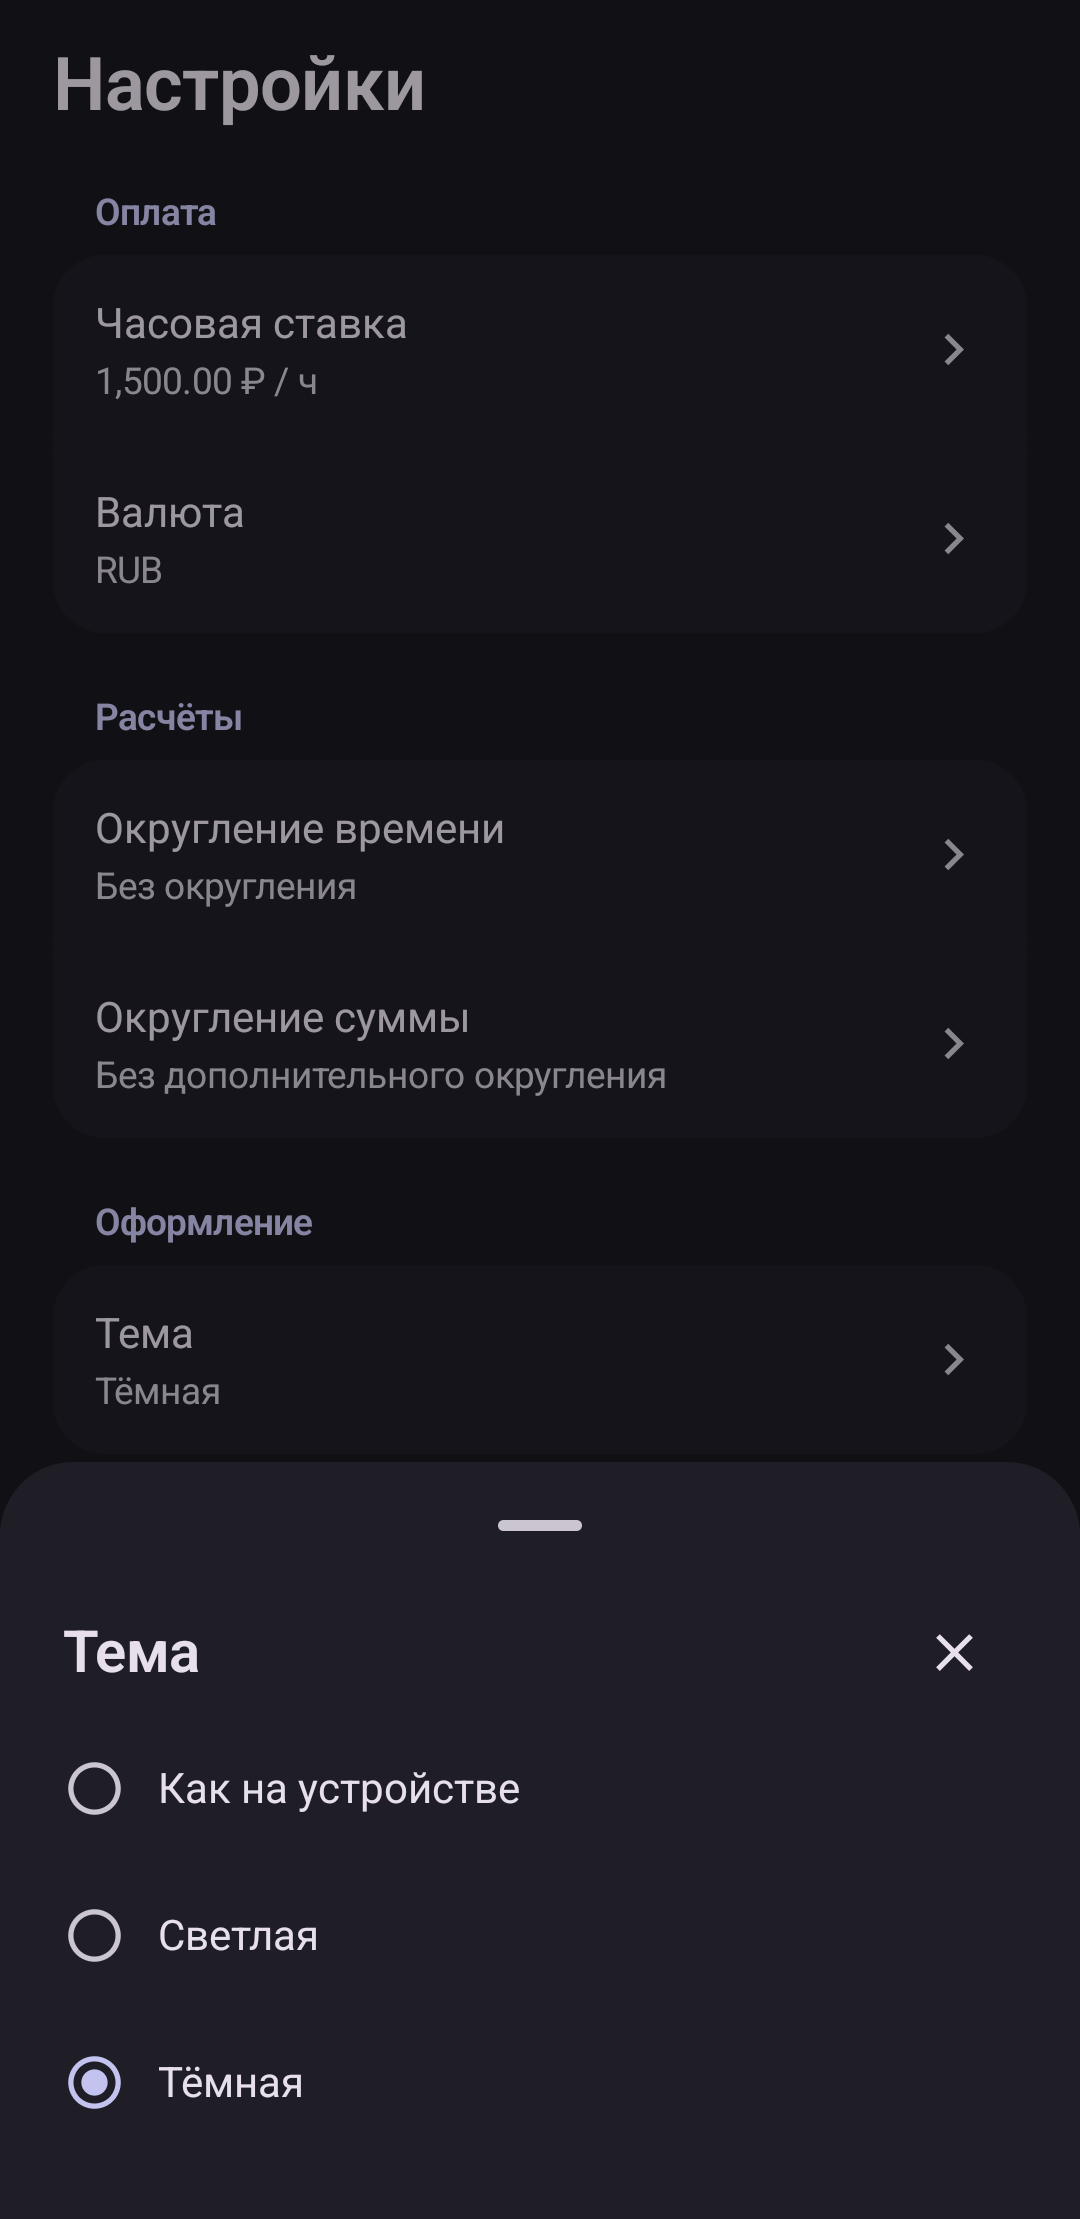 Настройки
Оплата
Часовая ставка
1,500.00 ₽ / ч
Валюта
RUB
Расчёты
Округление времени
Без округления
Округление суммы
Без дополнительного округления
Оформление
Тема
Тёмная
Тема
Как на устройстве
Светлая
Тёмная